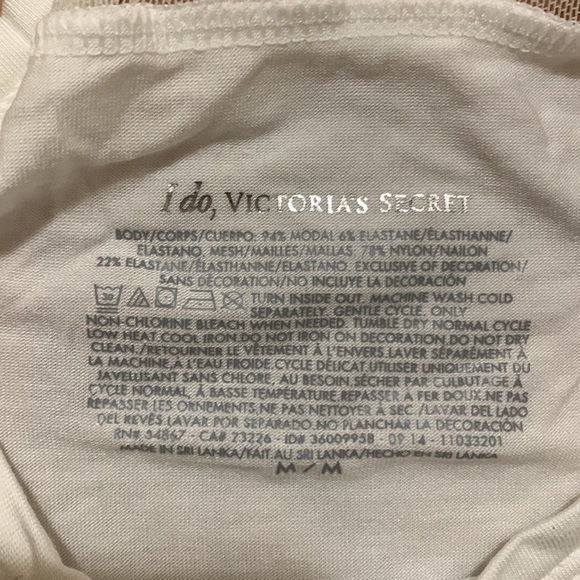 I do, VICTORIA'S SECRET
BODY/CORPS/CUERPO: 94% MODAL 6% ELASTANE/ÉLASTHANNE/
ELASTANO. MESH/MAILLES/MALLAS: 78% NYLON/NAILON
22% ELASTANE/ÉLASTHANNE/ELASTANO. EXCLUSIVE OF DECORATION/
SANS DÉCORATION/NO INCLUYE LA DECORACIÓN
30 TURN INSIDE OUT. MACHINE WASH COLD
SEPARATELY, GENTLE CYCLE. ONLY
NON-CHLORINE BLEACH WHEN NEEDED. TUMBLE DRY NORMAL CYCLE
LOW HEAT.COOL IRON.DO NOT IRON ON DECORATION.DO NOT DRY
CLEAN./RETOURNER LE VÊTEMENT À L'ENVERS.LAVER SÉPARÉMENT À
LA MACHINE,À L'EAU FROIDE.CYCLE DÉLICAT.UTILISER UNIQUEMENT DU
JAVELLISANT SANS CHLORE, AU BESOIN.SÉCHER PAR CULBUTAGE À
CYCLE NORMAL, À BASSE TEMPÉRATURE.REPASSER À FER DOUX.NE PAS
REPASSER LES ORNEMENTS.NE PAS NETTOYER À SEC./LAVAR DEL LADO
DEL REVÉS LAVAR POR SEPARADO.NO PLANCHAR LA DECORACIÓN
RN# 54867 - CA# 23226 - ID# 36009958 - 09 14 - 11033201
MADE IN SRI LANKA/FAIT AU SRI LANKA/HECHO EN SRI LANKA
M / M